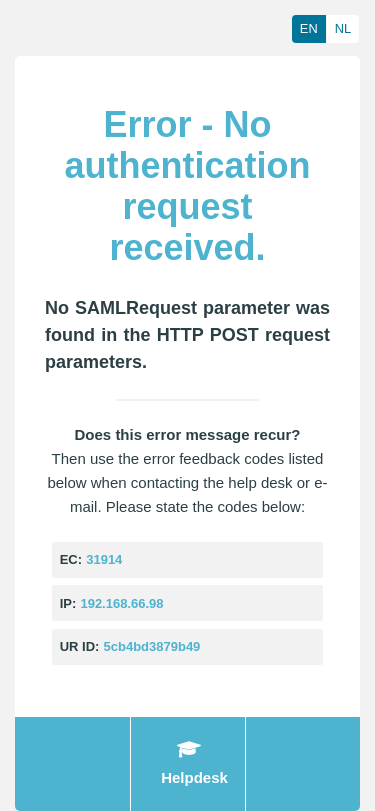 EN NL
Error - No
authentication
request
received.
No SAMLRequest parameter was
found in the HTTP POST request
parameters.
Does this error message recur?
Then use the error feedback codes listed
below when contacting the help desk or e-
mail. Please state the codes below:
EC: 31914
IP: 192.168.66.98
UR ID: 5cb4bd3879b49
Helpdesk